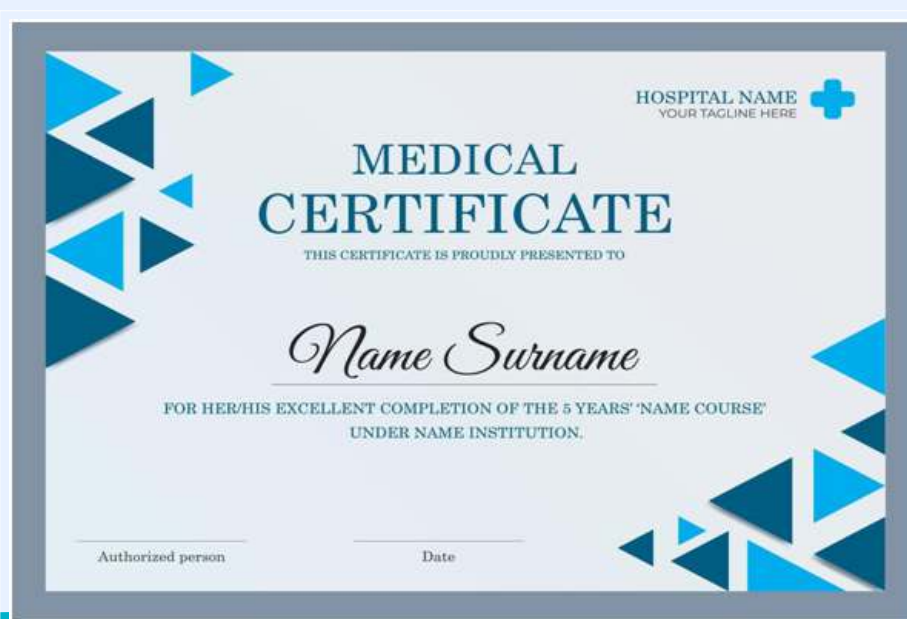 HOSPITAL NAME
YOUR TAGLINE HERE
MEDICAL
CERTIFICATE
THIS CERTIFICATE IS PROUDLY PRESENTED TO
Name Surname
FOR HER/HIS EXCELLENT COMPLETION OF THE 5 YEARS' 'NAME COURSE'
UNDER NAME INSTITUTION.
Authorized person
Date